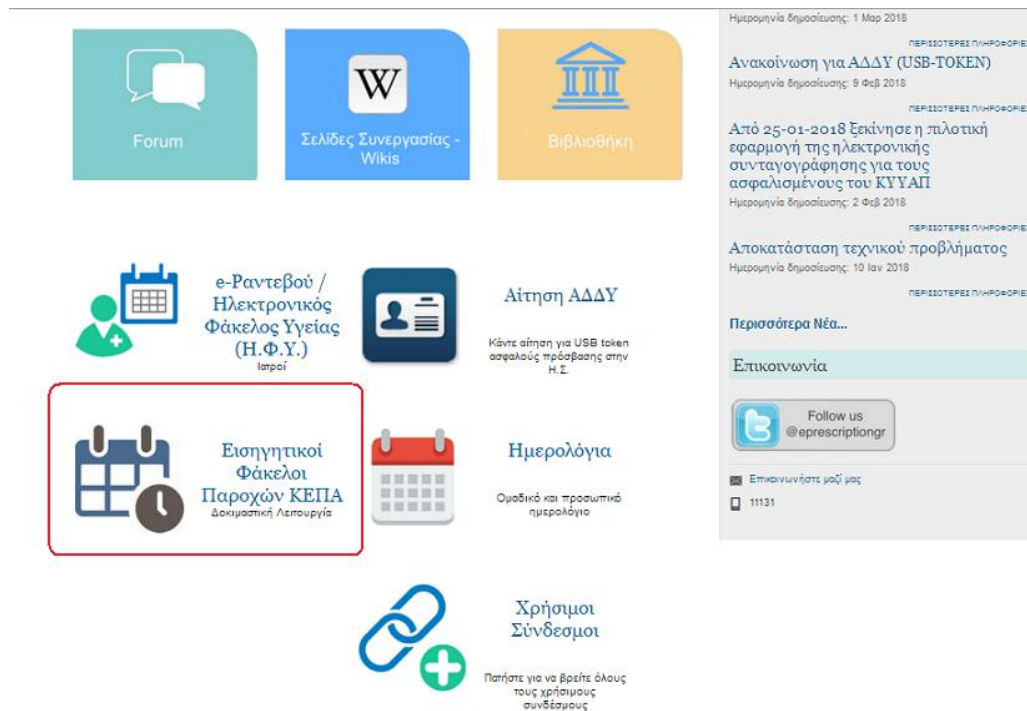 Forum
Σελίδες Συνεργασίας -
Wikis
Βιβλιοθήκη
W
e-Ραντεβού /
Ηλεκτρονικός
Φάκελος Υγείας
(Η.Φ.Υ.)
Ιατροί
Αίτηση ΑΔΔΥ
Κάντε αίτηση για USB token
ασφαλούς πρόσβασης στην
Η.Σ.
Εισηγητικοί
Φάκελοι
Παροχών ΚΕΠΑ
Δοκιμαστική Λειτουργία
Ημερολόγια
Ομαδικό και προσωπικό
ημερολόγιο
Χρήσιμοι
Σύνδεσμοι
Πατήστε για να βρείτε όλους
τους χρήσιμους
συνδέσμους
Ημερομηνία δημοσίευσης: 1 Μαρ 2018
ΠΕΡΙΣΣΟΤΕΡΕΣ ΠΛΗΡΟΦΟΡΙΕΣ
Ανακοίνωση για ΑΔΔΥ (USB-TOKEN)
Ημερομηνία δημοσίευσης: 9 Φεβ 2018
ΠΕΡΙΣΣΟΤΕΡΕΣ ΠΛΗΡΟΦΟΡΙΕΣ
Από 25-01-2018 ξεκίνησε η πιλοτική
εφαρμογή της ηλεκτρονικής
συνταγογράφησης για τους
ασφαλισμένους του ΚΥΥΑΠ
Ημερομηνία δημοσίευσης: 2 Φεβ 2018
ΠΕΡΙΣΣΟΤΕΡΕΣ ΠΛΗΡΟΦΟΡΙΕΣ
Αποκατάσταση τεχνικού προβλήματος
Ημερομηνία δημοσίευσης: 10 Ιαν 2018
ΠΕΡΙΣΣΟΤΕΡΕΣ ΠΛΗΡΟΦΟΡΙΕΣ
Περισσότερα Νέα...
Επικοινωνία
Follow us
@eprescriptiongr
Επικοινωνήστε μαζί μας
11131